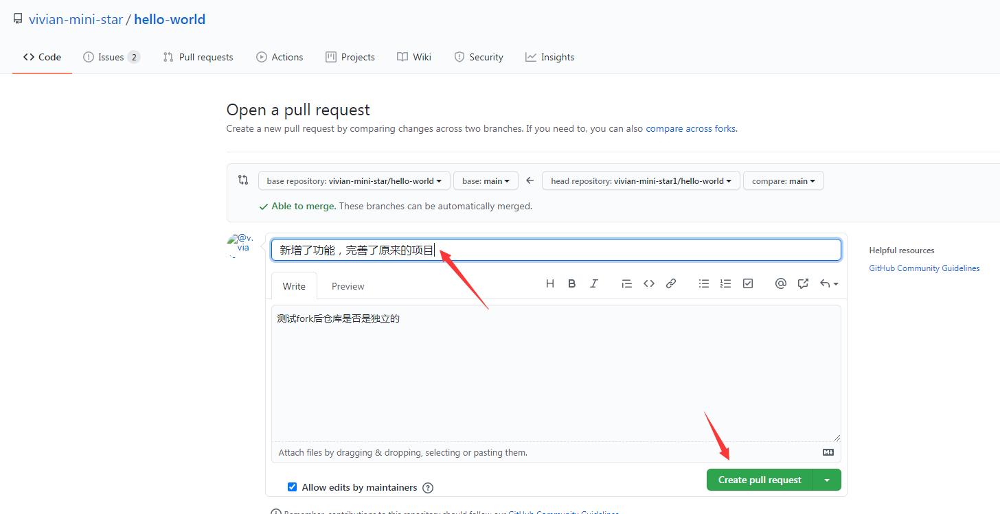 vivian-mini-star / hello-world
Code Issues 2 Pull requests Actions Projects Wiki Security Insights
Open a pull request
Create a new pull request by comparing changes across two branches. If you need to, you can also compare across forks.
base repository: vivian-mini-star/hello-world base: main head repository: vivian-mini-star1/hello-world compare: main
Able to merge. These branches can be automatically merged.
@v.
via
新增了功能，完善了原来的项目
Helpful resources
GitHub Community Guidelines
Write Preview
测试fork后仓库是否是独立的
Attach files by dragging & dropping, selecting or pasting them.
Create pull request
Allow edits by maintainers
Remember, contributions to this repository should follow our GitHub Community Guidelines.